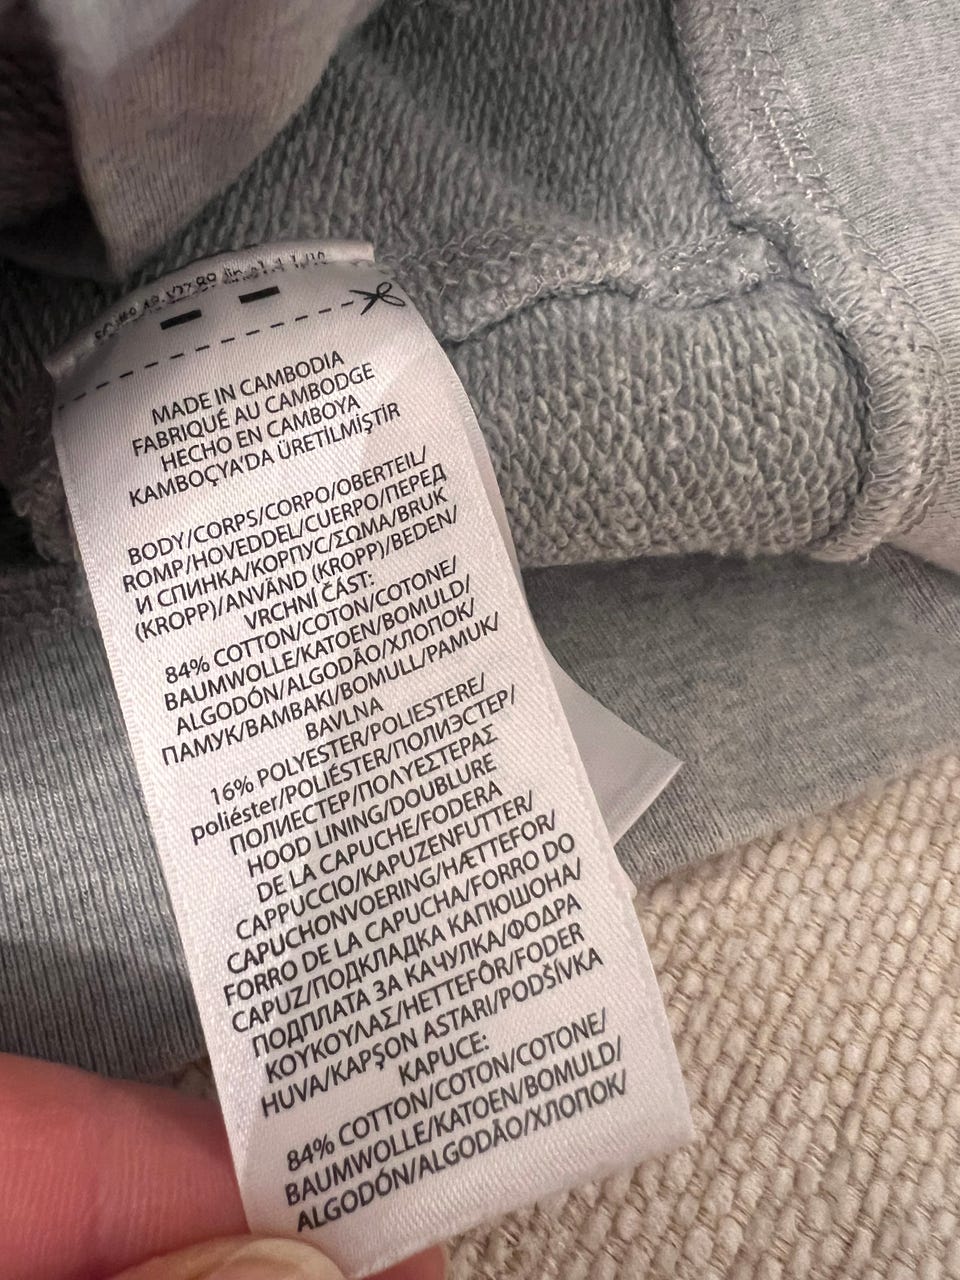 MADE IN CAMBODIA
FABRIQUÉ AU CAMBODGE
HECHO EN CAMBOYA
KAMBOÇYA'DA ÜRETİLMİŞTİR
BODY/CORPS/CORPO/OBERTEIL/
ROMP/HOVEDDEL/CUERPO/ПЕРЕД
И СПИНКА/КОРПУС/ΣΩΜΑ/BRUK
(KROPP)/ANVÄND (KROPP)/BEDEN/
VRCHNÍ ČÁST:
84% COTTON/COTON/COTONE/
BAUMWOLLE/KATOEN/BOMULD/
ALGODÓN/ALGODÃO/ХЛОПОК/
ПАМУК/ΒΑΜΒΑΚΙ/BOMULL/PAMUK/
BAVLNA
16% POLYESTER/POLIESTERE/
poliéster/POLIÉSTER/ПОЛИЭСТЕР/
ПОЛИЕСТЕР/ΠΟΛΥΕΣΤΕΡΑΣ
HOOD LINING/DOUBLURE
DE LA CAPUCHE/FODERA
CAPPUCCIO/KAPUZENFUTTER/
CAPUCHONVOERING/HÆTTEFOR/
FORRO DE LA CAPUCHA/FORRO DO
CAPUZ/ПОДКЛАДКА КАПЮШОНА/
ПОДПЛАТА ЗА КАЧУЛКА/ΦΟΔΡΑ
ΚΟΥΚΟΥΛΑΣ/HETTEFÔR/FODER
HUVA/KAPŞON ASTARI/PODŠÍVKA
KAPUCE:
84% COTTON/COTON/COTONE/
BAUMWOLLE/KATOEN/BOMULD/
ALGODÓN/ALGODÃO/ХЛОПОК/